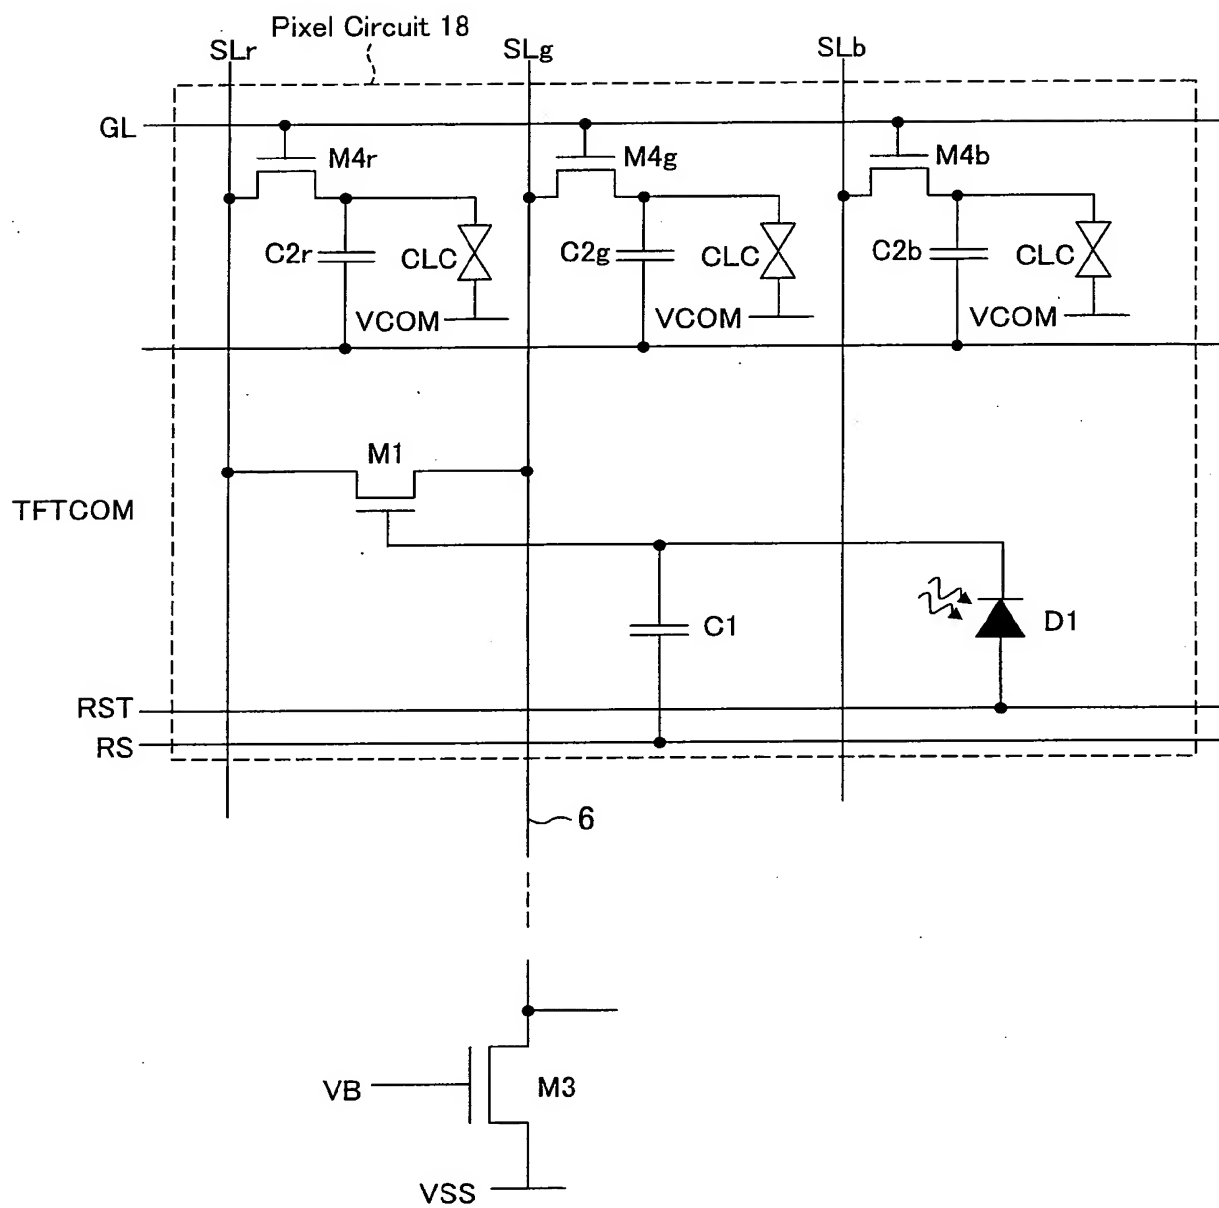 Pixel Circuit 18
SLr SLg SLb
GL
M4r M4g M4b
C2r CLC C2g CLC C2b CLC
VCOM VCOM VCOM
M1
TFTCOM
C1 D1
RST
RS
6
VB M3
VSS